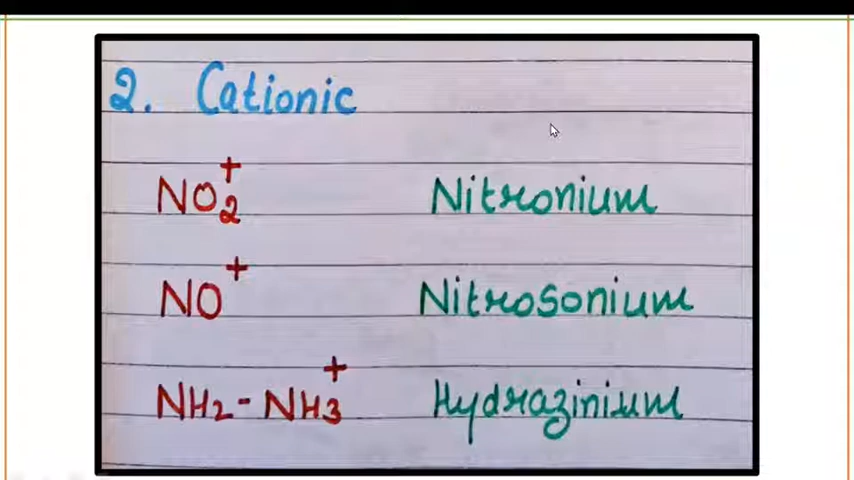 2. Cationic
NO₂⁺ Nitronium
NO⁺ Nitrosonium
NH₂-NH₃⁺ Hydrazinium